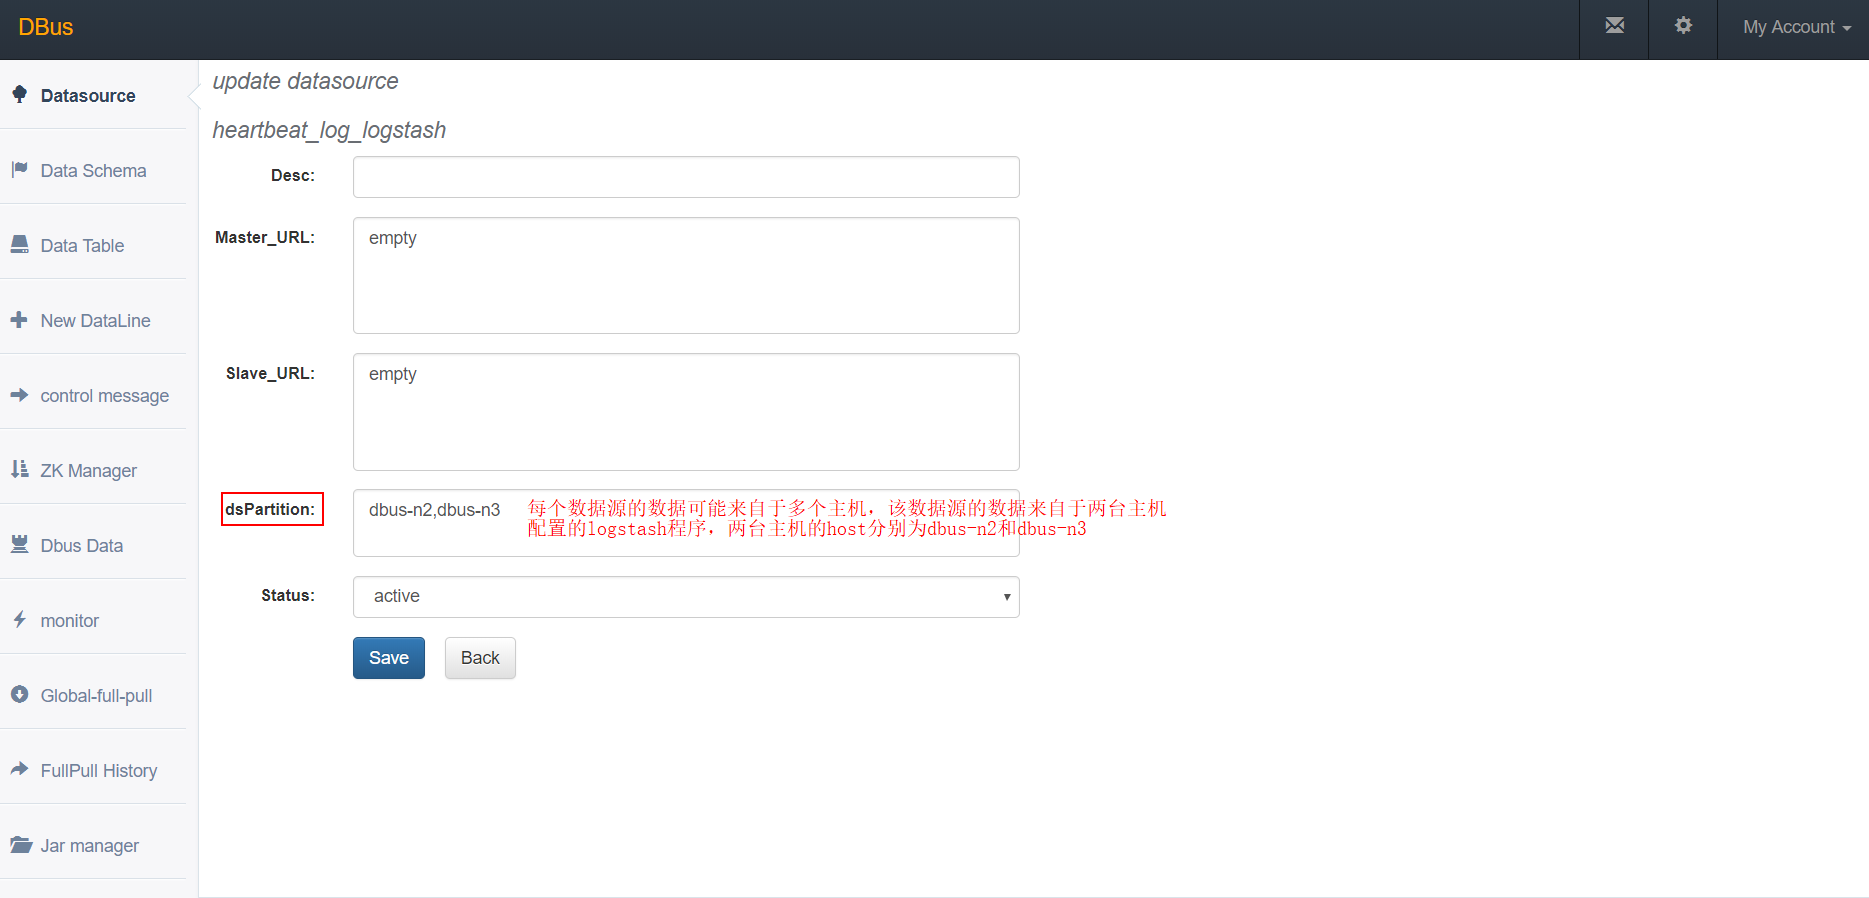 DBus
My Account
Datasource
Data Schema
Data Table
New DataLine
control message
ZK Manager
Dbus Data
monitor
Global-full-pull
FullPull History
Jar manager
update datasource
heartbeat_log_logstash
Desc:
Master_URL:
empty
Slave_URL:
empty
dsPartition:
dbus-n2,dbus-n3
每个数据源的数据可能来自于多个主机，该数据源的数据来自于两台主机
配置的logstash程序，两台主机的host分别为dbus-n2和dbus-n3
Status:
active
Save
Back